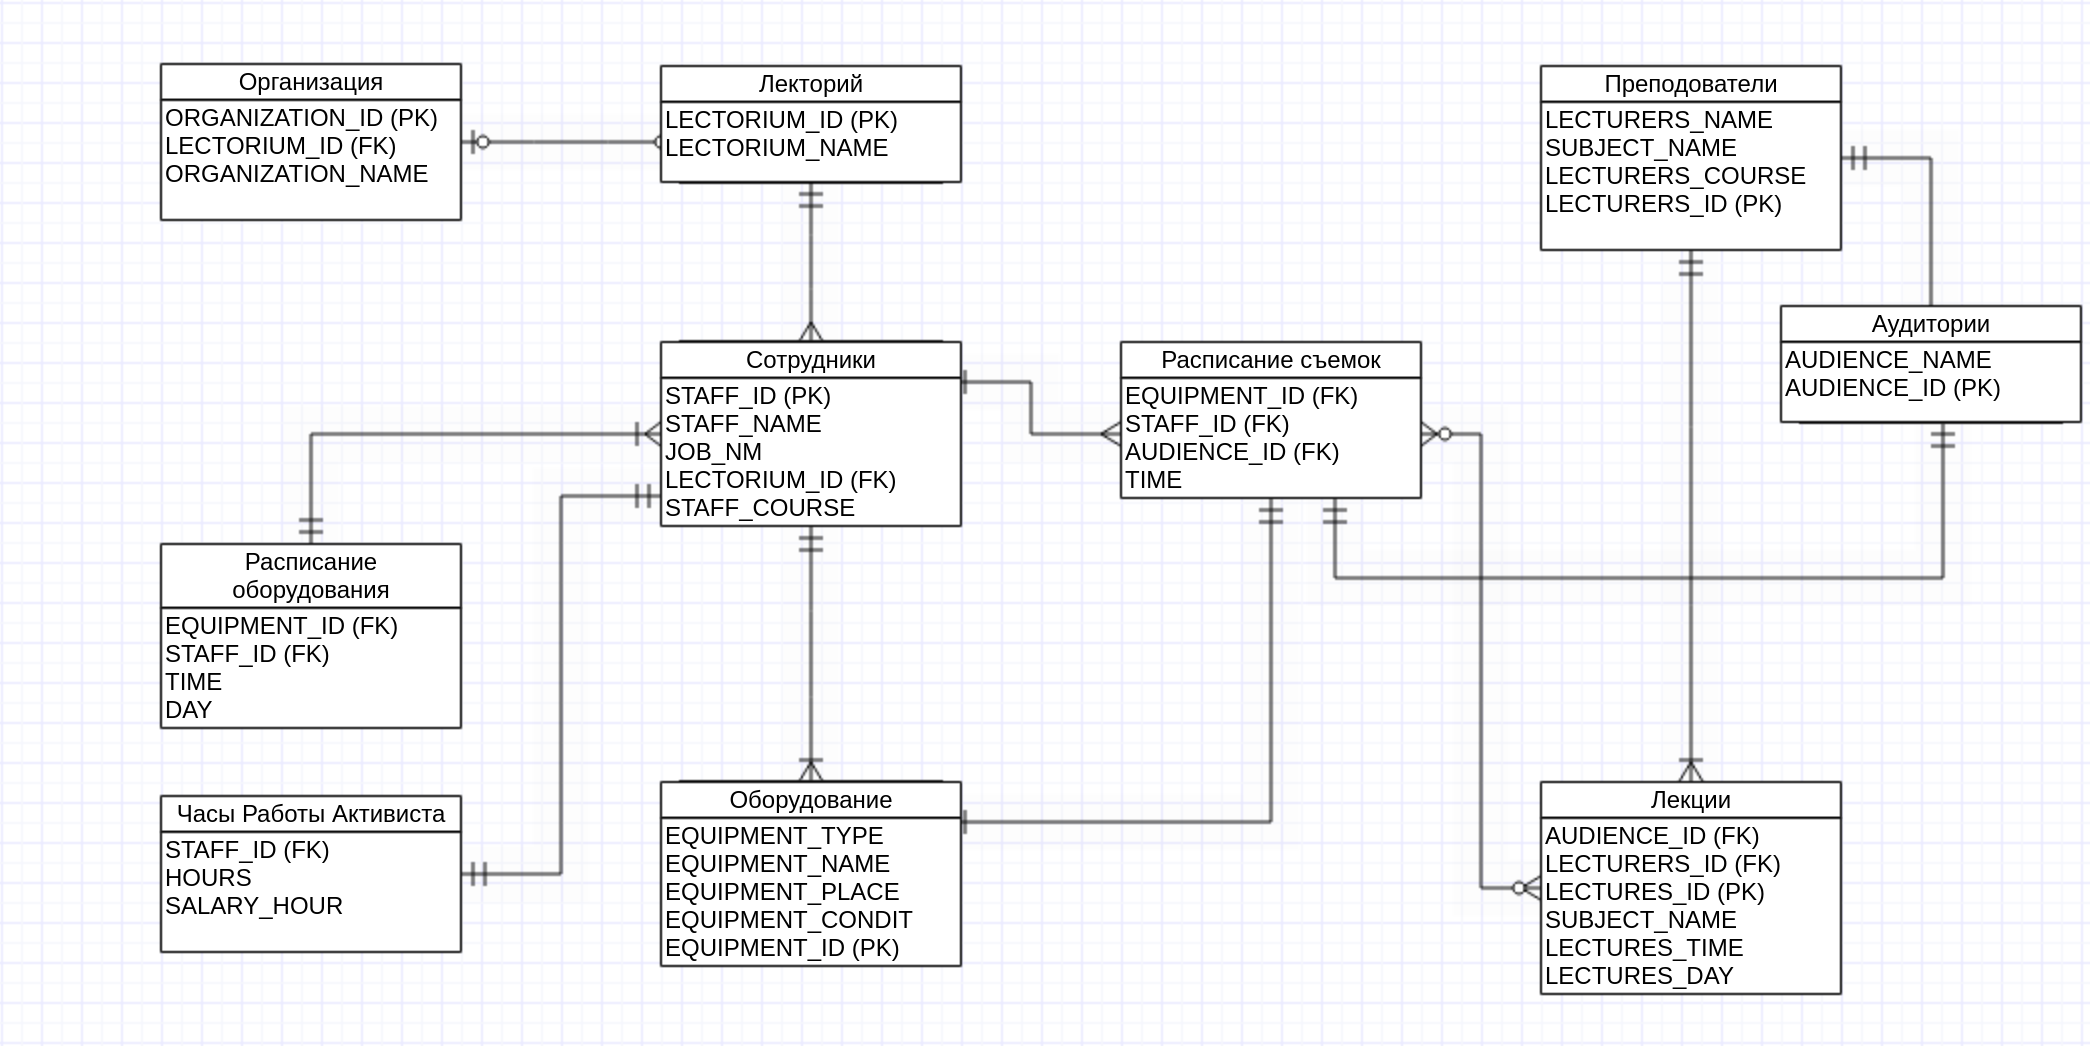 Организация
ORGANIZATION_ID (PK)
LECTORIUM_ID (FK)
ORGANIZATION_NAME
Лекторий
LECTORIUM_ID (PK)
LECTORIUM_NAME
Преподователи
LECTURERS_NAME
SUBJECT_NAME
LECTURERS_COURSE
LECTURERS_ID (PK)
Аудитории
AUDIENCE_NAME
AUDIENCE_ID (PK)
Сотрудники
STAFF_ID (PK)
STAFF_NAME
JOB_NM
LECTORIUM_ID (FK)
STAFF_COURSE
Расписание съемок
EQUIPMENT_ID (FK)
STAFF_ID (FK)
AUDIENCE_ID (FK)
TIME
Расписание
оборудования
EQUIPMENT_ID (FK)
STAFF_ID (FK)
TIME
DAY
Часы Работы Активиста
STAFF_ID (FK)
HOURS
SALARY_HOUR
Оборудование
EQUIPMENT_TYPE
EQUIPMENT_NAME
EQUIPMENT_PLACE
EQUIPMENT_CONDIT
EQUIPMENT_ID (PK)
Лекции
AUDIENCE_ID (FK)
LECTURERS_ID (FK)
LECTURES_ID (PK)
SUBJECT_NAME
LECTURES_TIME
LECTURES_DAY